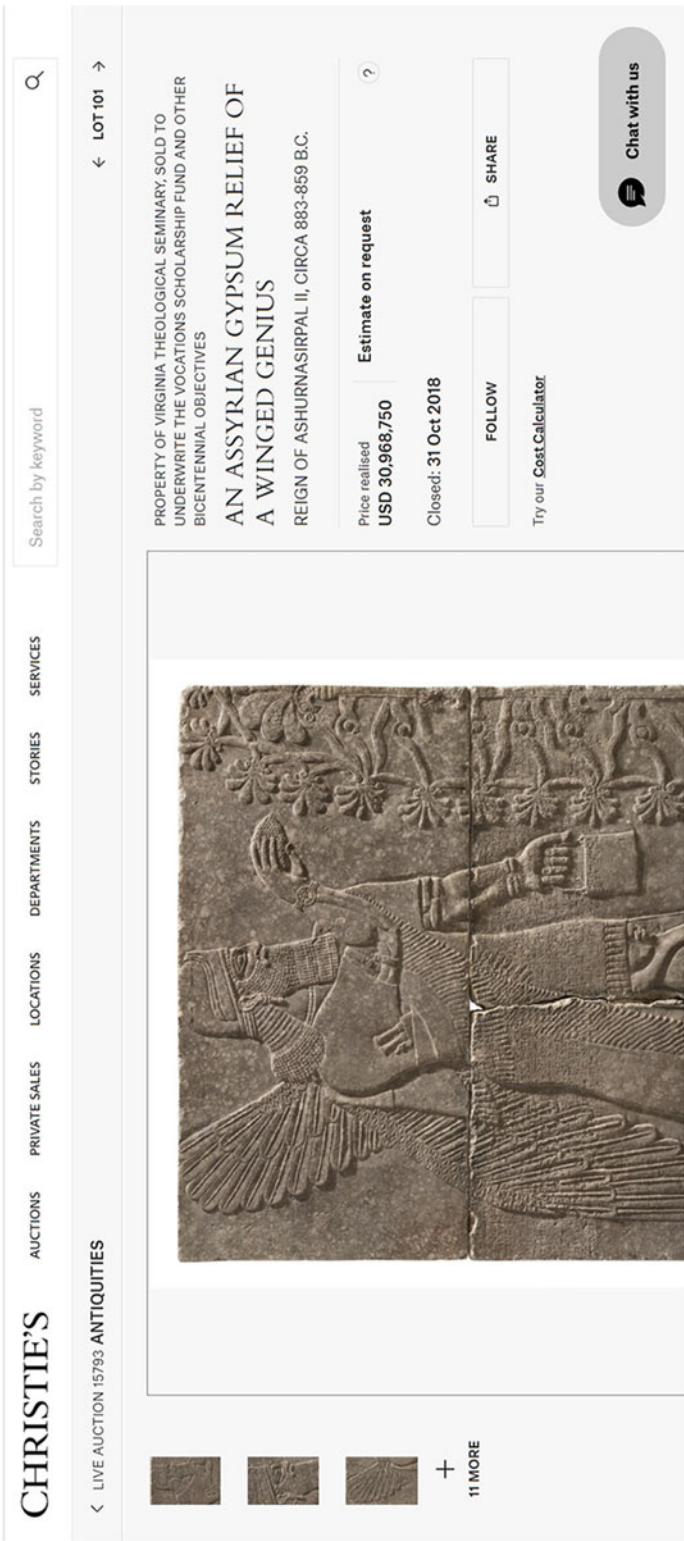 CHRISTIE'S
AUCTIONS PRIVATE SALES LOCATIONS DEPARTMENTS STORIES SERVICES
Search by keyword
LIVE AUCTION 15793 ANTIQUITIES
LOT 101
PROPERTY OF VIRGINIA THEOLOGICAL SEMINARY, SOLD TO
UNDERWRITE THE VOCATIONS SCHOLARSHIP FUND AND OTHER
BICENTENNIAL OBJECTIVES
AN ASSYRIAN GYPSUM RELIEF OF
A WINGED GENIUS
REIGN OF ASHURNASIRPAL II, CIRCA 883-859 B.C.
Price realised
USD 30,968,750
Estimate on request
?
Closed: 31 Oct 2018
FOLLOW
SHARE
Try our Cost Calculator
Chat with us
+
11 MORE